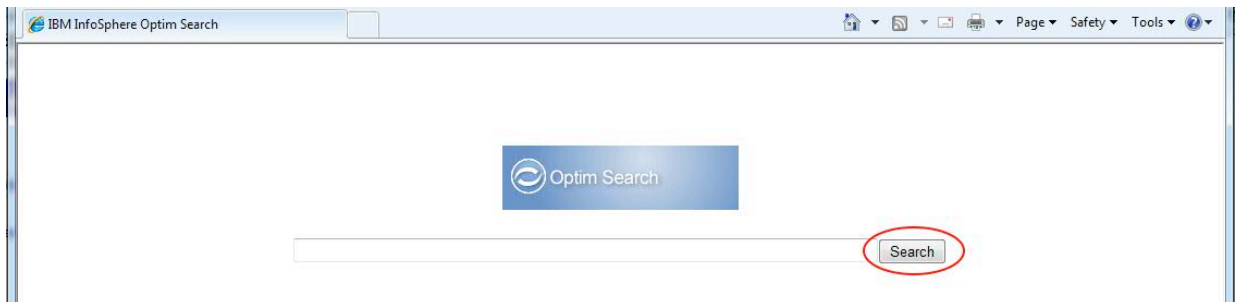 IBM InfoSphere Optim Search
Page Safety Tools
Optim Search
Search